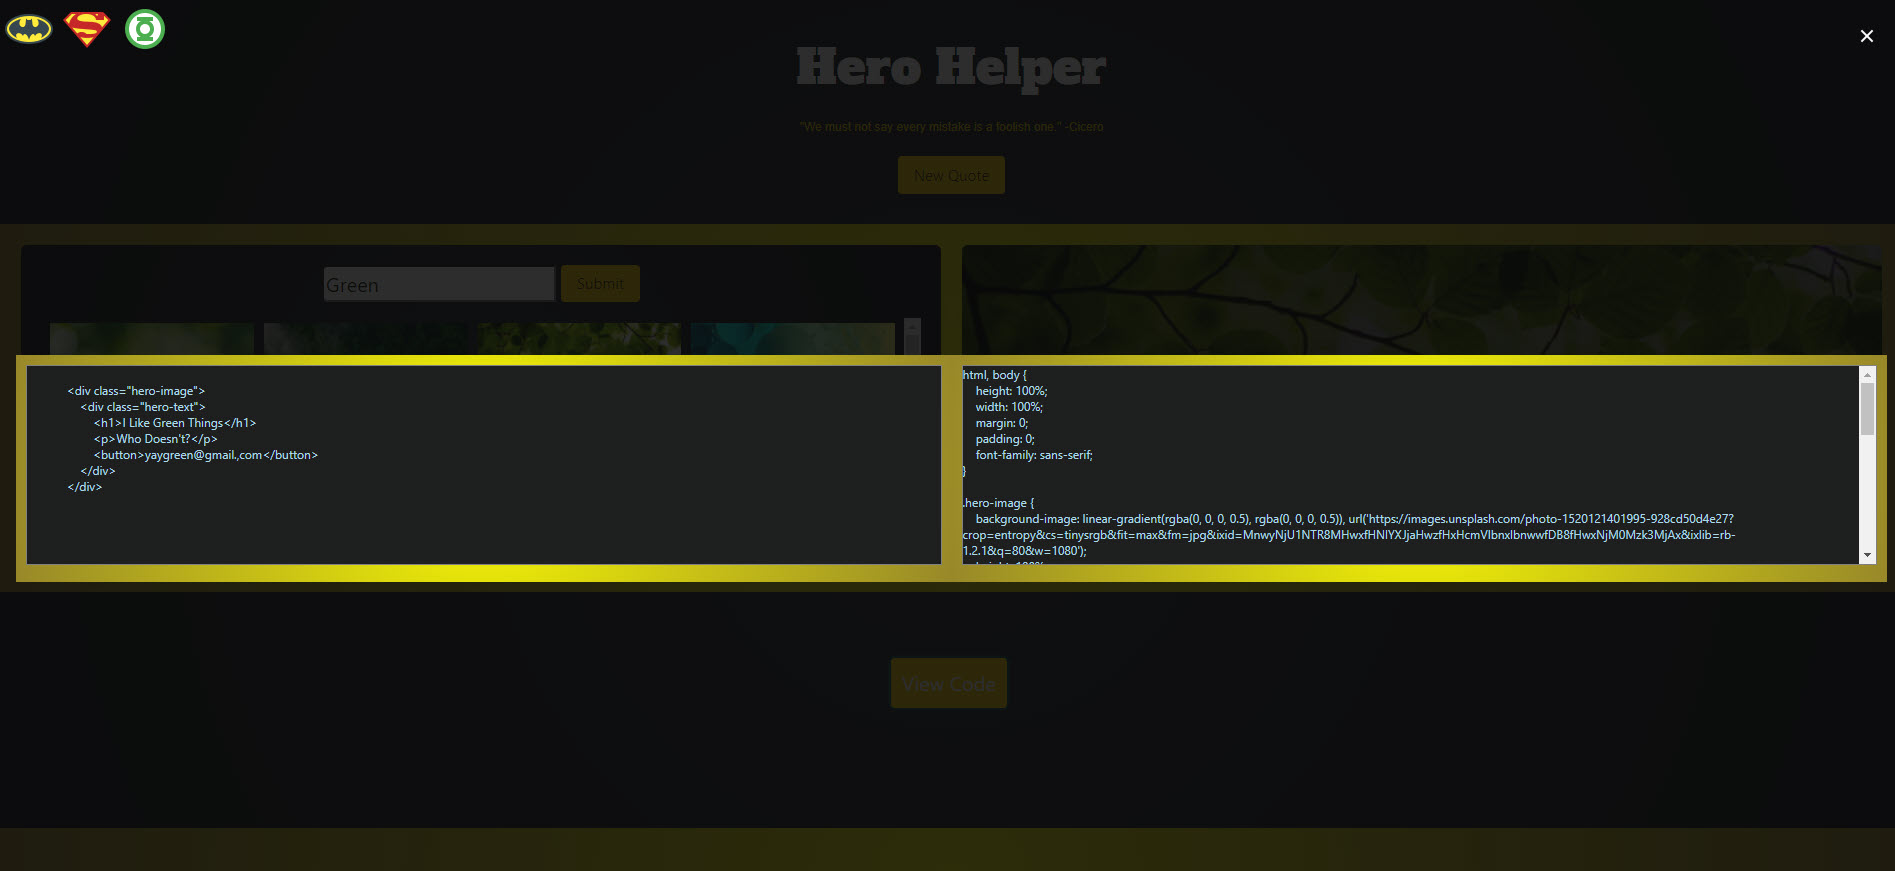 Hero Helper
"We must not say every mistake is a foolish one." -Cicero
New Quote
Green
Submit
<div class="hero-image">
<div class="hero-text">
<h1>I Like Green Things</h1>
<p>Who Doesn't?</p>
<button>yaygreen@gmail.,com</button>
</div>
</div>
html, body {
height: 100%;
width: 100%;
margin: 0;
padding: 0;
font-family: sans-serif;
}
.hero-image {
background-image: linear-gradient(rgba(0, 0, 0, 0.5), rgba(0, 0, 0, 0.5)), url('https://images.unsplash.com/photo-1520121401995-928cd50d4e27?
crop=entropy&cs=tinysrgb&fit=max&fm=jpg&ixid=MnwyNjU1NTR8MHwxfHNlYXJjaHwzfHxHcmVlbnxlbnwwfDB8fHwxNjM0Mzk3MjAx&ixlib=rb-
1.2.1&q=80&w=1080');
View Code